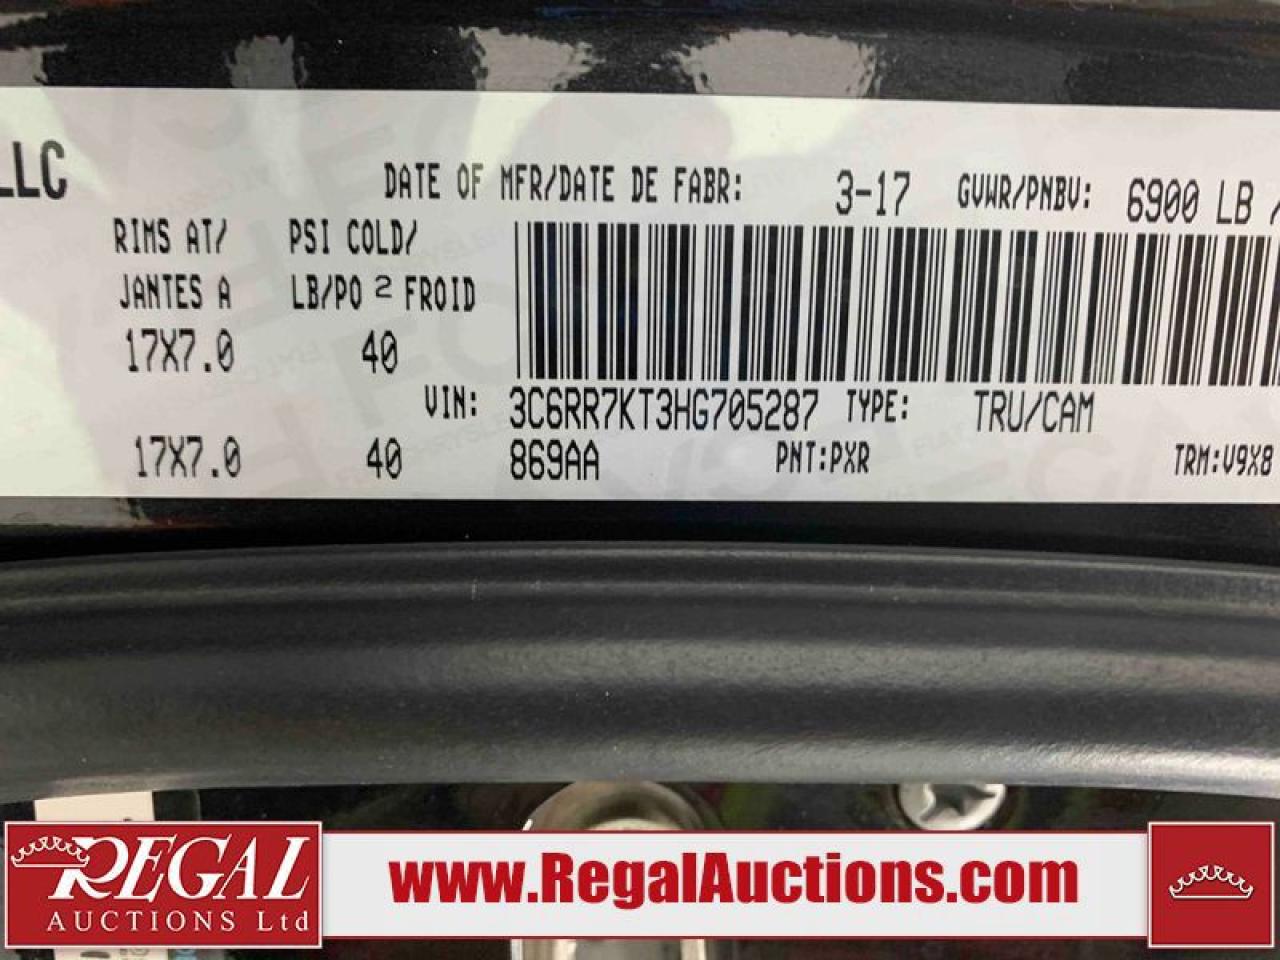 LLC
DATE OF MFR/DATE DE FABR: 3-17 GVWR/PNBV: 6900 LB /
RIMS AT/ PSI COLD/
JANTES A LB/PO 2 FROID
17X7.0 40
VIN: 3C6RR7KT3HG705287 TYPE: TRU/CAM
17X7.0 40 869AA PNT:PXR TRM:V9X8
REGAL
AUCTIONS Ltd
www.RegalAuctions.com